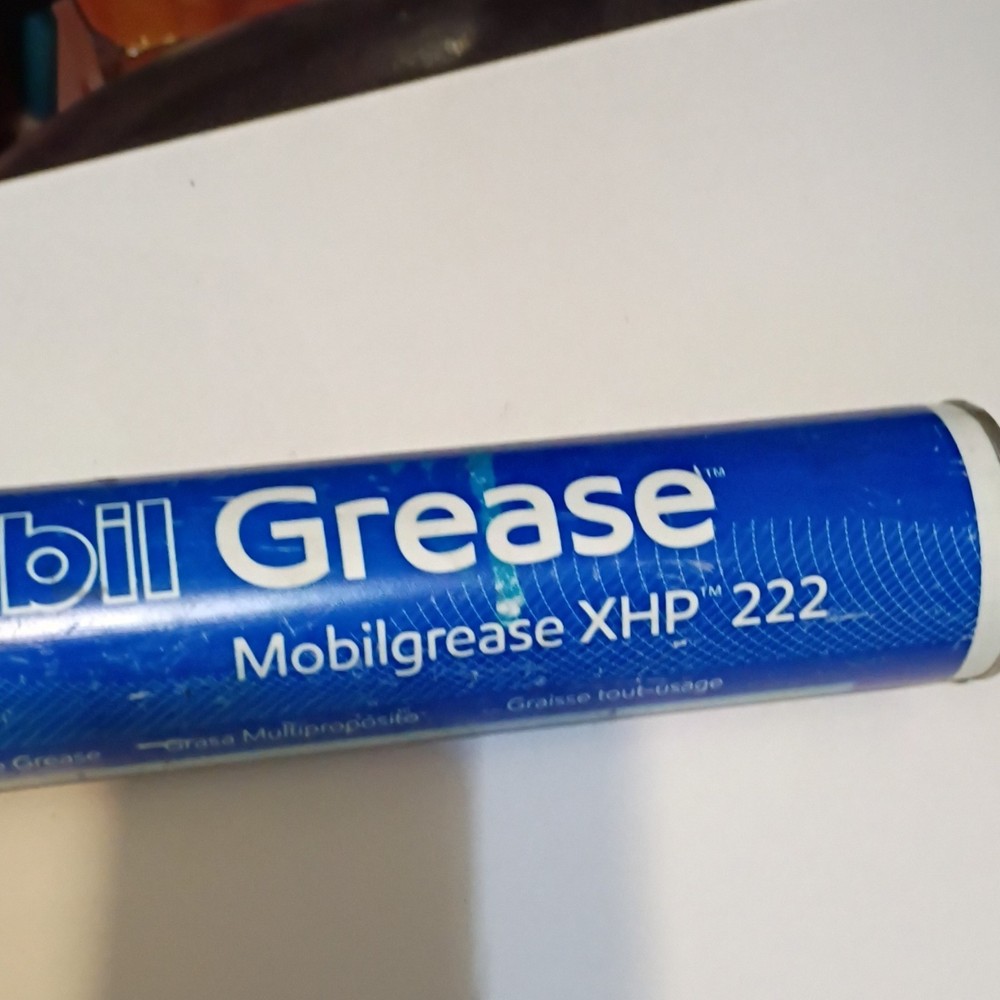 bil Grease™
Mobilgrease XHP™ 222
Grease Grasa Multipropósito Graisse tout-usage